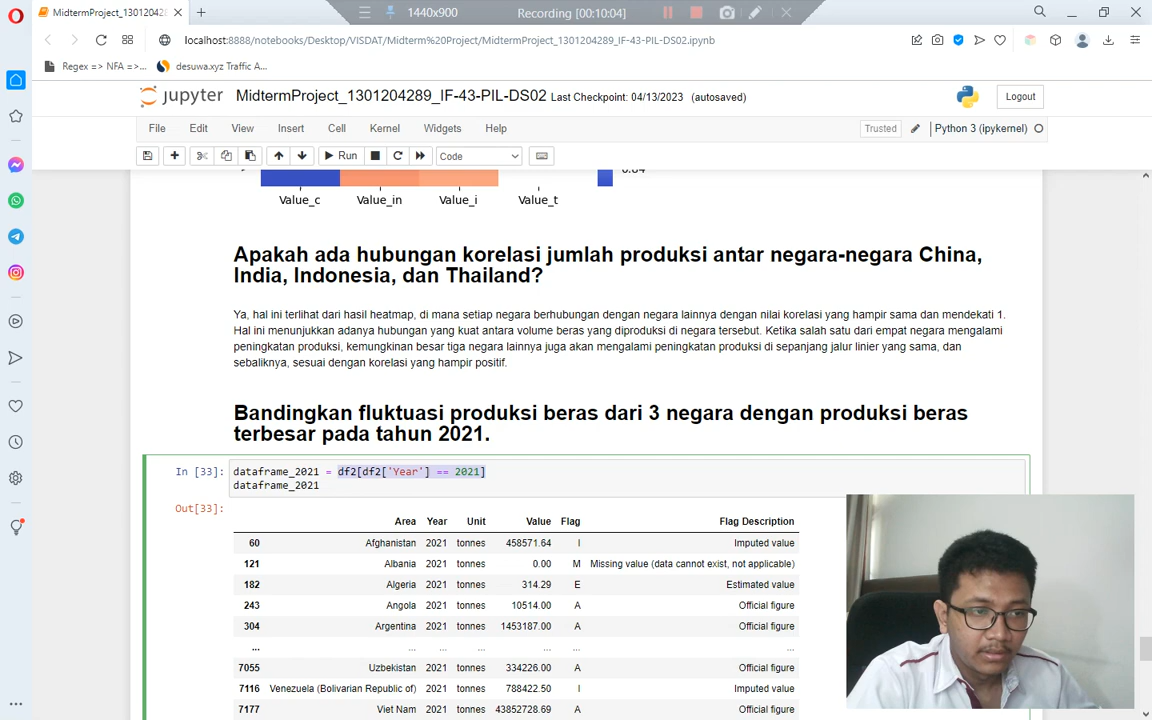 MidtermProject_1301204289
1440x900
Recording [00:10:04]
localhost:8888/notebooks/Desktop/VISDAT/Midterm%20Project/MidtermProject_1301204289_IF-43-PIL-DS02.ipynb
Regex => NFA =>...
desuwa.xyz Traffic A...
jupyter
MidtermProject_1301204289_IF-43-PIL-DS02 Last Checkpoint: 04/13/2023 (autosaved)
Logout
File Edit View Insert Cell Kernel Widgets Help
Trusted
Python 3 (ipykernel)
Run
Code
Value_c Value_in Value_i Value_t
Apakah ada hubungan korelasi jumlah produksi antar negara-negara China,
India, Indonesia, dan Thailand?
Ya, hal ini terlihat dari hasil heatmap, di mana setiap negara berhubungan dengan negara lainnya dengan nilai korelasi yang hampir sama dan mendekati 1.
Hal ini menunjukkan adanya hubungan yang kuat antara volume beras yang diproduksi di negara tersebut. Ketika salah satu dari empat negara mengalami
peningkatan produksi, kemungkinan besar tiga negara lainnya juga akan mengalami peningkatan produksi di sepanjang jalur linier yang sama, dan
sebaliknya, sesuai dengan korelasi yang hampir positif.
Bandingkan fluktuasi produksi beras dari 3 negara dengan produksi beras
terbesar pada tahun 2021.
In [33]: dataframe_2021 = df2[df2['Year'] == 2021]
dataframe_2021
Out[33]:
Area Year Unit Value Flag Flag Description
60 Afghanistan 2021 tonnes 458571.64 I Imputed value
121 Albania 2021 tonnes 0.00 M Missing value (data cannot exist, not applicable)
182 Algeria 2021 tonnes 314.29 E Estimated value
243 Angola 2021 tonnes 10514.00 A Official figure
304 Argentina 2021 tonnes 1453187.00 A Official figure
... ... ... ... ... ... ...
7055 Uzbekistan 2021 tonnes 334226.00 A Official figure
7116 Venezuela (Bolivarian Republic of) 2021 tonnes 788422.50 I Imputed value
7177 Viet Nam 2021 tonnes 43852728.69 A Official figure